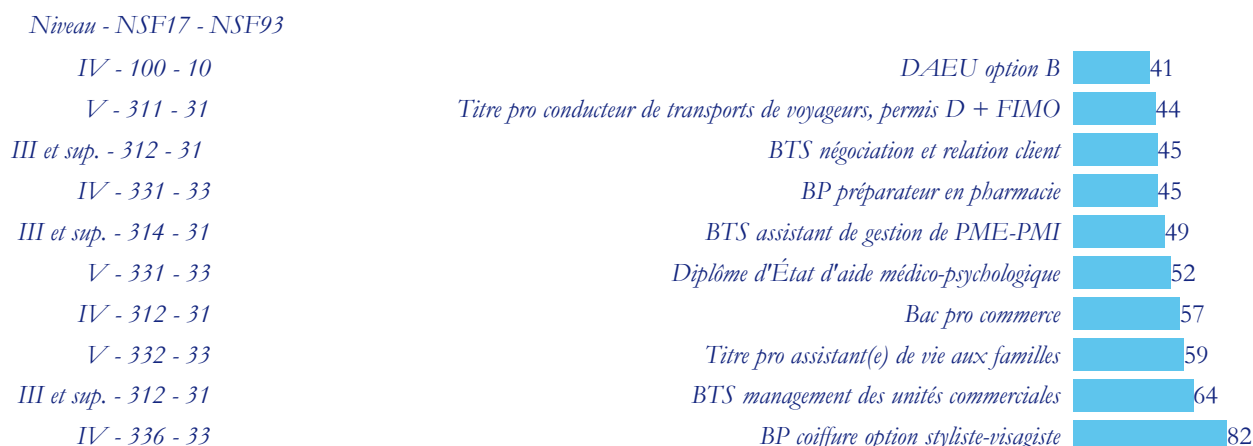 Niveau - NSF17 - NSF93
IV - 100 - 10 DAEU option B 41
V - 311 - 31 Titre pro conducteur de transports de voyageurs, permis D + FIMO 44
III et sup. - 312 - 31 BTS négociation et relation client 45
IV - 331 - 33 BP préparateur en pharmacie 45
III et sup. - 314 - 31 BTS assistant de gestion de PME-PMI 49
V - 331 - 33 Diplôme d'État d'aide médico-psychologique 52
IV - 312 - 31 Bac pro commerce 57
V - 332 - 33 Titre pro assistant(e) de vie aux familles 59
III et sup. - 312 - 31 BTS management des unités commerciales 64
IV - 336 - 33 BP coiffure option styliste-visagiste 82